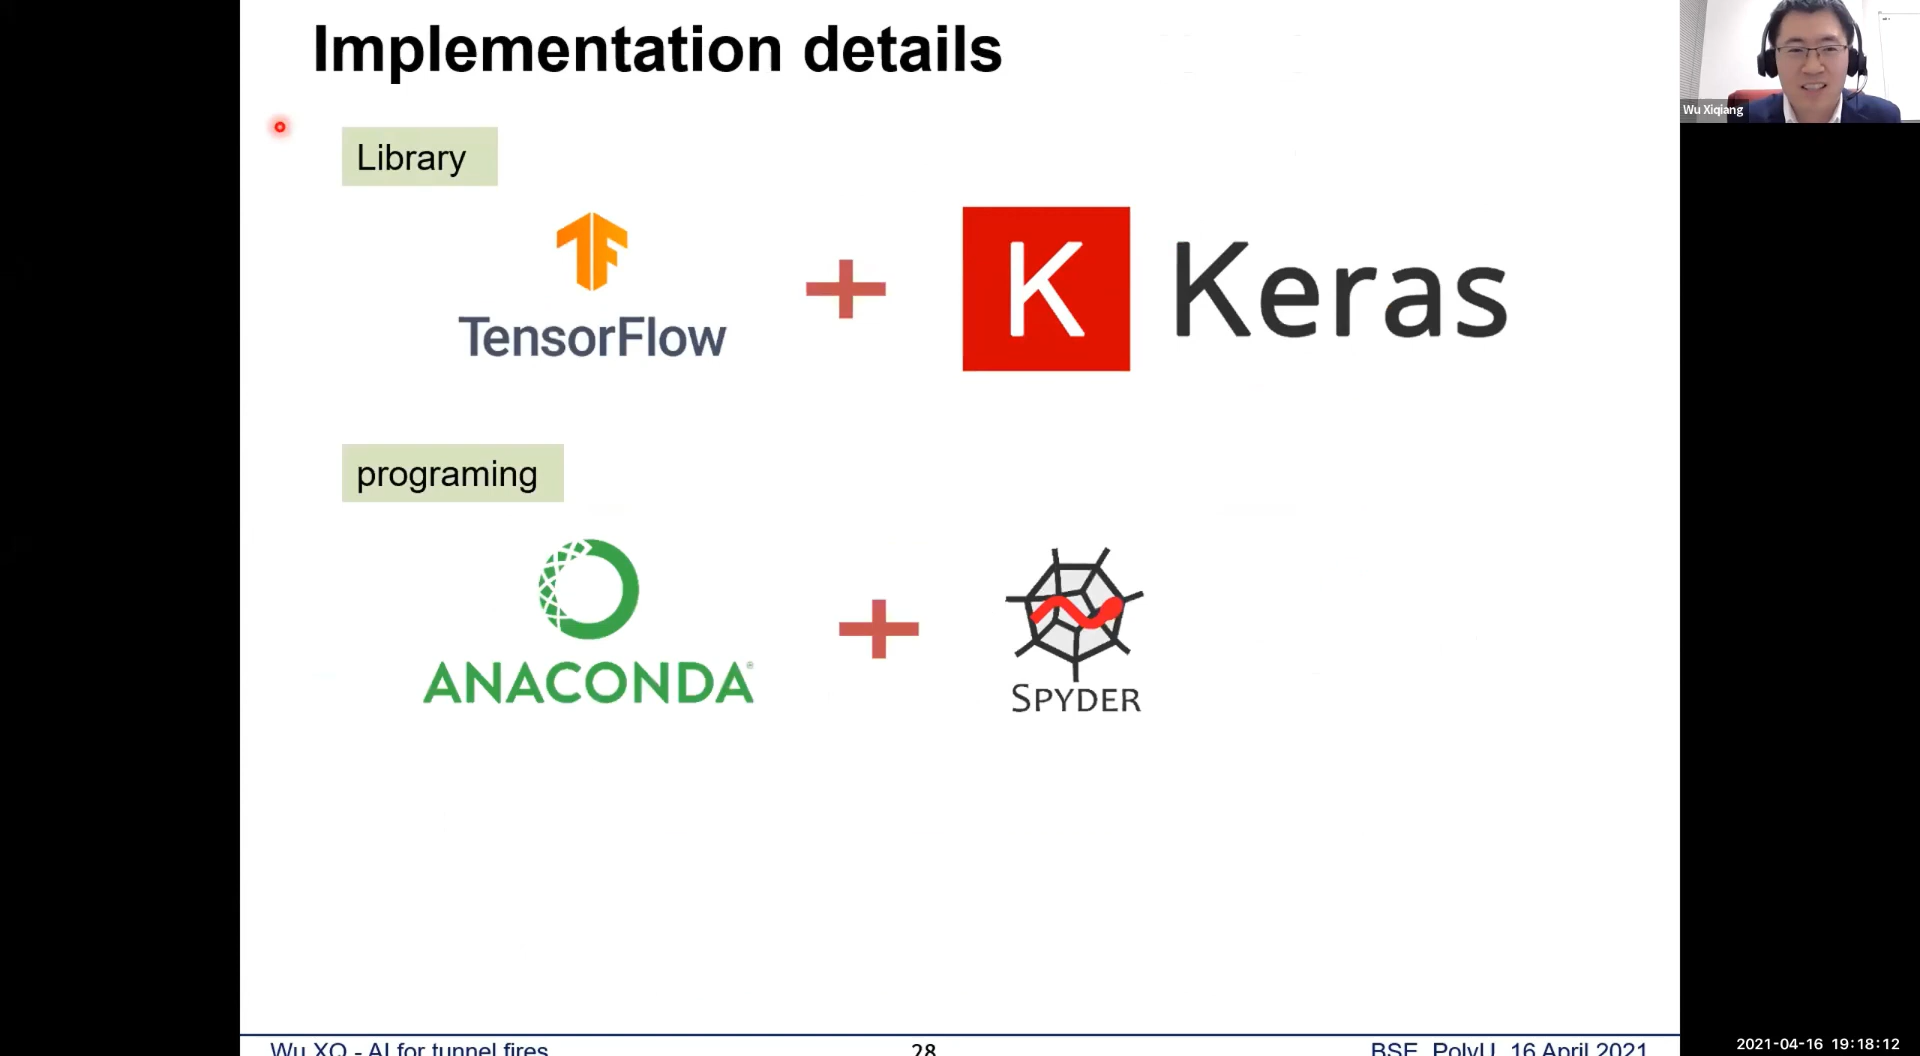 Implementation details
Wu Xiqiang
Library
TensorFlow
K Keras
programing
ANACONDA®
SPYDER
Wu XQ - AI for tunnel fires
28
BSE, PolyU, 16 April 2021
2021-04-16 19:18:12